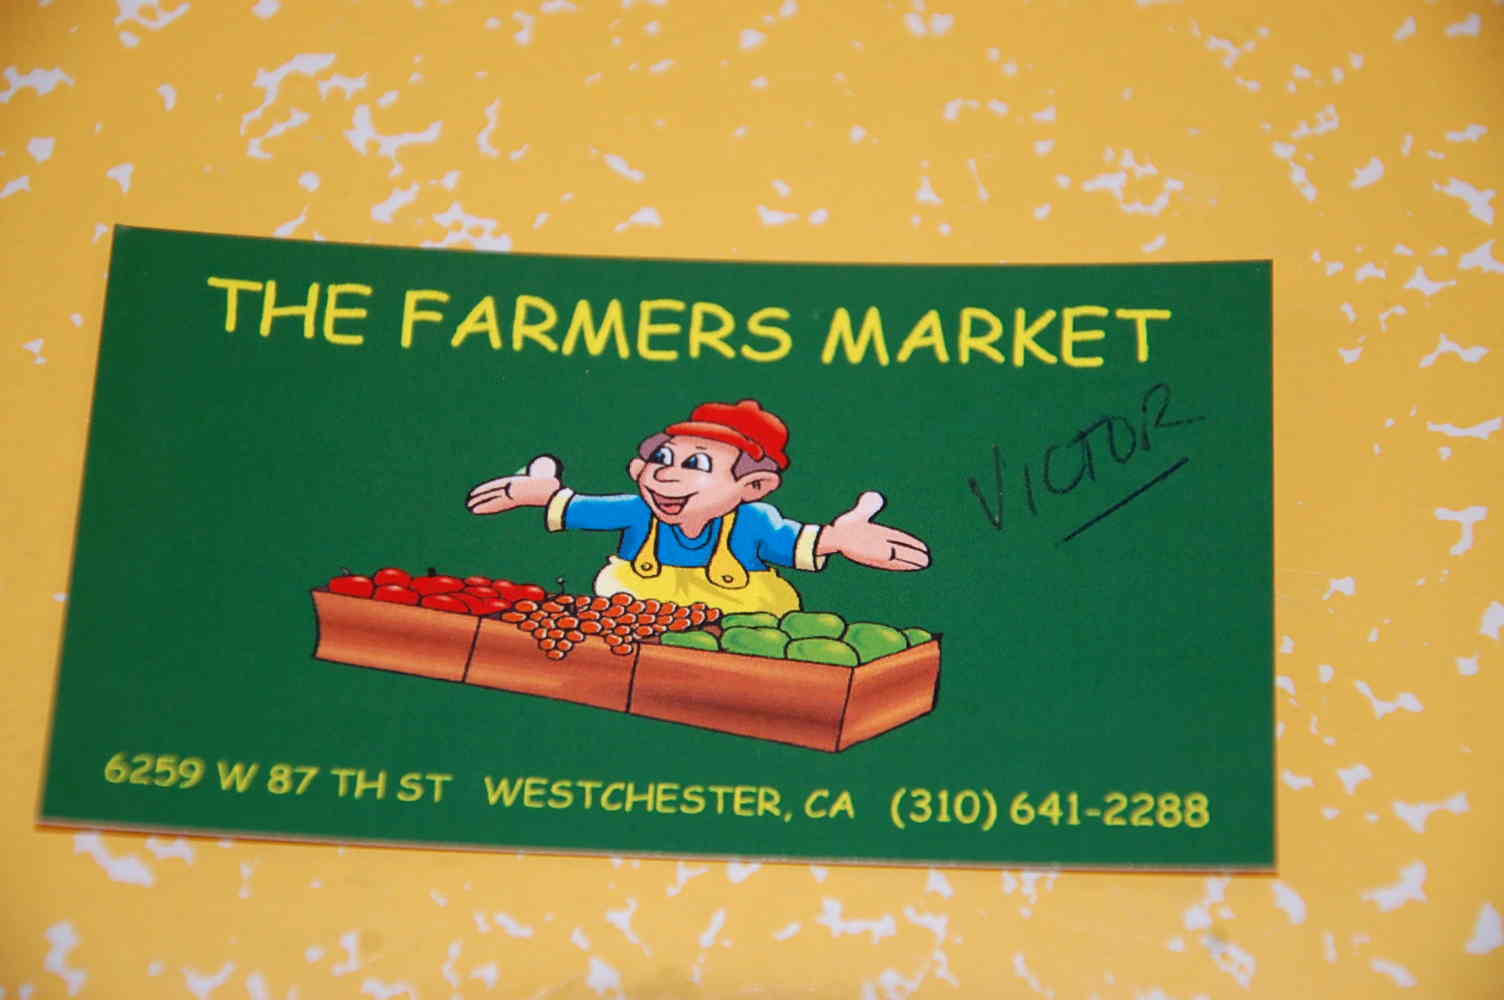 THE FARMERS MARKET
VICTOR
6259 W 87 TH ST WESTCHESTER, CA (310) 641-2288